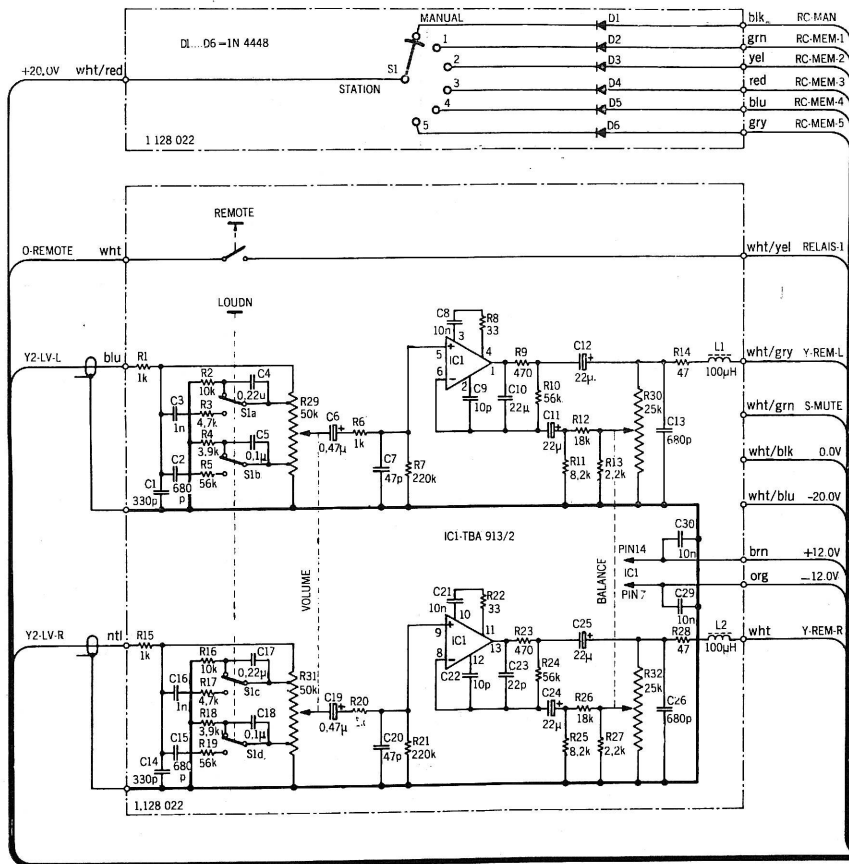 MANUAL
D1 blk RC-MAN
D1....D6=1N 4448
1 D2 grn RC-MEM-1
2 D3 yel RC-MEM-2
+20.0V wht/red
S1
STATION
3 D4 red RC-MEM-3
4 D5 blu RC-MEM-4
5 D6 gry RC-MEM-5
1 128 022
REMOTE
O-REMOTE wht
wht/yel RELAIS-1
LOUDN
Y2-LV-L blu
R1
1k
R2
10k
C4
0,22u
C3
1n
R3
4,7k
S1a
R4
3,9k
C5
0,1µ
C2
680
p
R5
56k
S1b
C1
330p
R29
50k
C6
0,47µ
R6
1k
C7
47p
R7
220k
C8
10n
3
R8
33
5
+
IC1
4
1
6
−
2
C9
10p
R9
470
C10
22µ
R10
56k
C12
22µ
C11
22µ
R12
18k
R11
8,2k
R13
2,2k
R30
25k
C13
680p
R14
47
L1
100µH
wht/gry Y-REM-L
wht/grn S-MUTE
wht/blk 0.0V
wht/blu -20.0V
IC1-TBA 913/2
VOLUME
BALANCE
C30
10n
PIN14
IC1
PIN 7
C29
10n
brn +12.0V
org −12.0V
Y2-LV-R ntl
R15
1k
R16
10k
C17
0,22µ
C16
1n
R17
4,7k
S1c
R18
3,9k
C18
0,1µ
C15
680
p
R19
56k
S1d
C14
330p
R31
50k
C19
0,47µ
R20
C20
47p
R21
220k
C21
10n
10
R22
33
9
+
IC1
11
13
8
−
12
C22
10p
R23
470
C23
22p
R24
56k
C25
22µ
C24
22µ
R26
18k
R25
8,2k
R27
2,2k
R32
25k
C26
680p
R28
47
L2
100µH
wht Y-REM-R
1.128 022